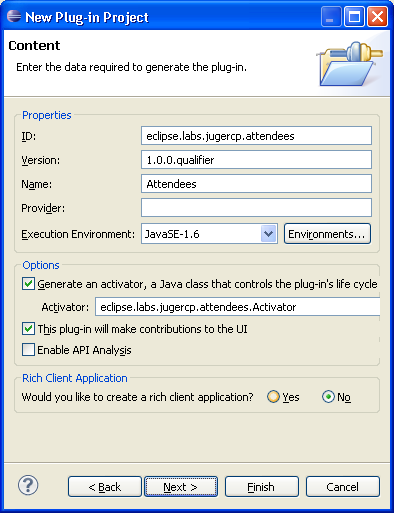 New Plug-in Project
Content
Enter the data required to generate the plug-in.
Properties
ID: eclipse.labs.jugercp.attendees
Version: 1.0.0.qualifier
Name: Attendees
Provider:
Execution Environment: JavaSE-1.6 Environments...
Options
Generate an activator, a Java class that controls the plug-in's life cycle
Activator: eclipse.labs.jugercp.attendees.Activator
This plug-in will make contributions to the UI
Enable API Analysis
Rich Client Application
Would you like to create a rich client application? Yes No
? < Back Next > Finish Cancel